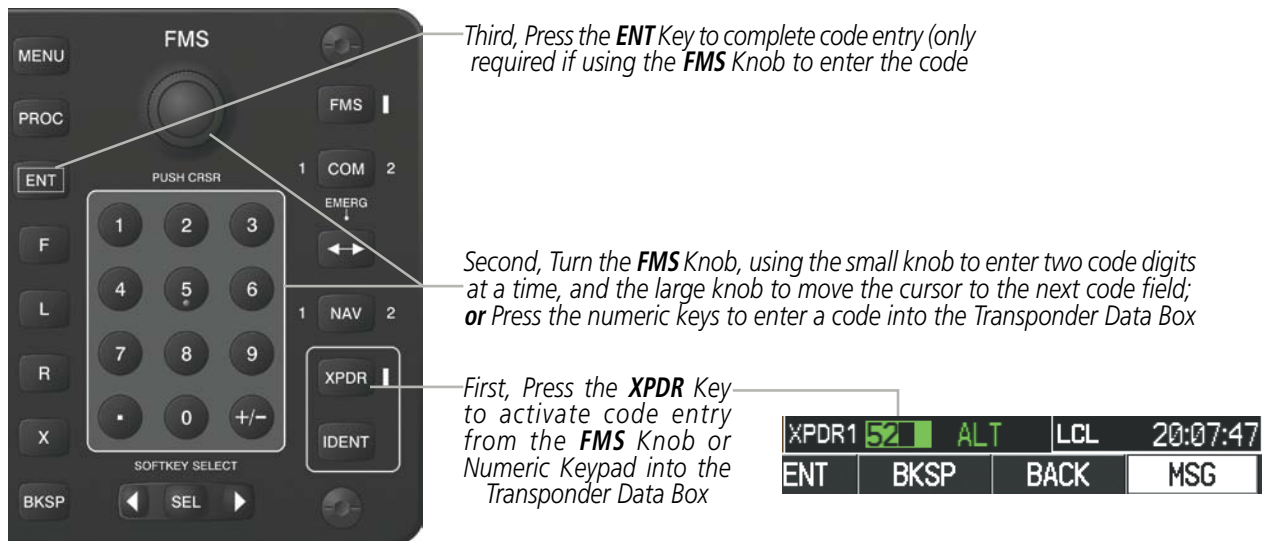 FMS
MENU
PROC
ENT
F
L
R
X
BKSP
PUSH CRSR
1 2 3
4 5 6
7 8 9
. 0 +/−
SOFTKEY SELECT
SEL
FMS
1 COM 2
EMERG
1 NAV 2
XPDR
IDENT
Third, Press the ENT Key to complete code entry (only
required if using the FMS Knob to enter the code
Second, Turn the FMS Knob, using the small knob to enter two code digits
at a time, and the large knob to move the cursor to the next code field;
or Press the numeric keys to enter a code into the Transponder Data Box
First, Press the XPDR Key
to activate code entry
from the FMS Knob or
Numeric Keypad into the
Transponder Data Box
XPDR1 52 ALT LCL 20:07:47
ENT BKSP BACK MSG